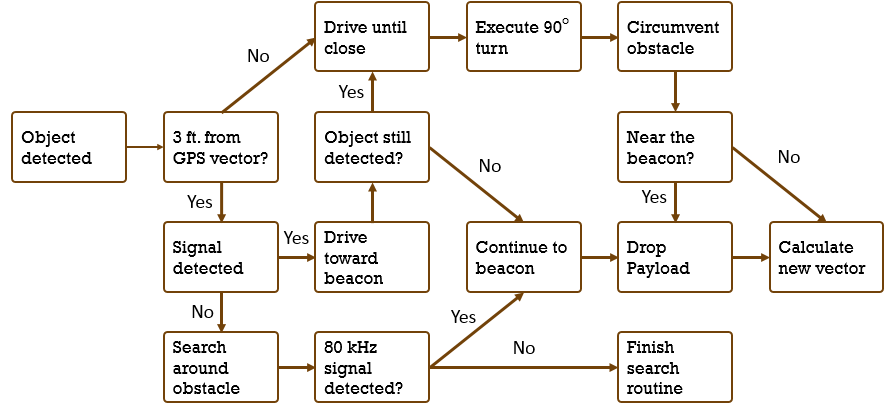 Drive until
close
Execute 90°
turn
Circumvent
obstacle
No
Yes
Object
detected
3 ft. from
GPS vector?
Object still
detected?
Near the
beacon?
No
No
Yes
Yes
Signal
detected
Yes
Drive
toward
beacon
Continue to
beacon
Drop
Payload
Calculate
new vector
No
Yes
Search
around
obstacle
80 kHz
signal
detected?
No
Finish
search
routine